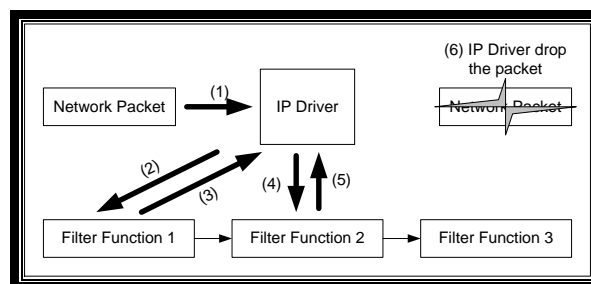 (6) IP Driver drop
the packet
Network Packet
(1)
IP Driver
Network Packet
(2)
(3)
(4)
(5)
Filter Function 1
Filter Function 2
Filter Function 3